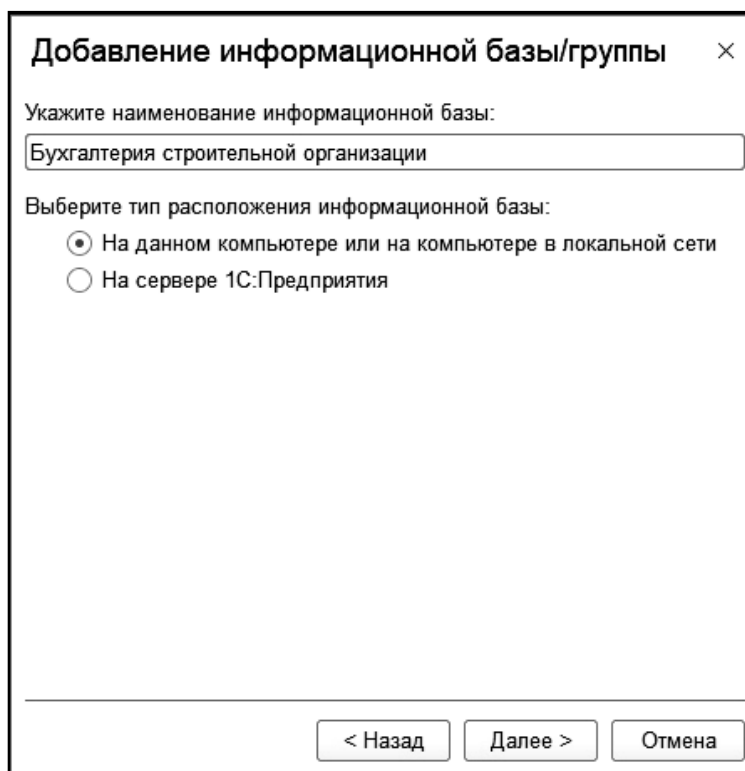 Добавление информационной базы/группы
Укажите наименование информационной базы:
Бухгалтерия строительной организации
Выберите тип расположения информационной базы:
На данном компьютере или на компьютере в локальной сети
На сервере 1С:Предприятия
< Назад Далее > Отмена